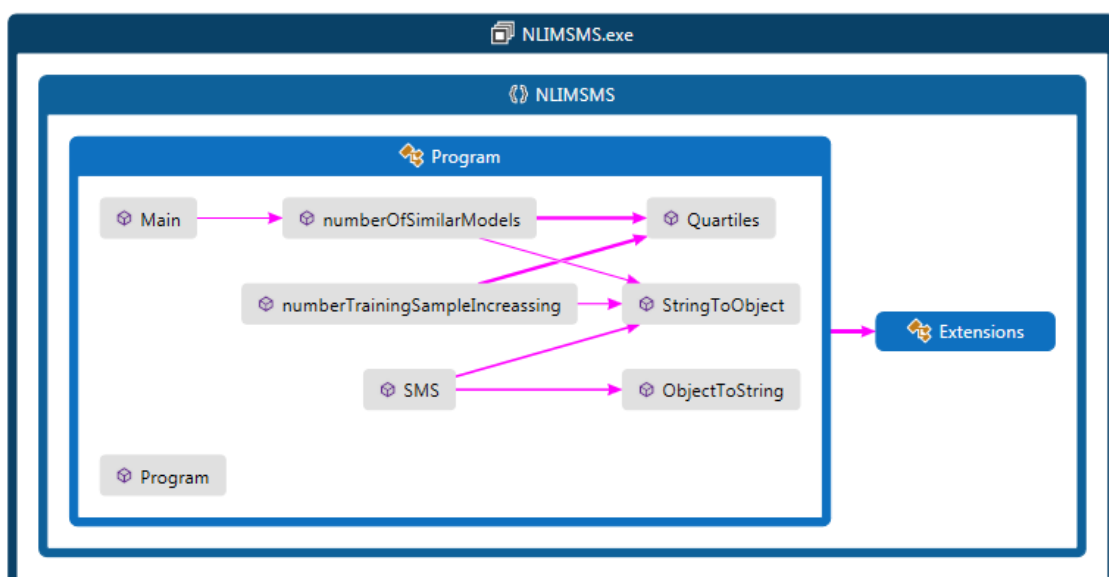 NLIMSMS.exe
NLIMSMS
Program
Main
numberOfSimilarModels
Quartiles
numberTrainingSampleIncreassing
StringToObject
Extensions
SMS
ObjectToString
Program